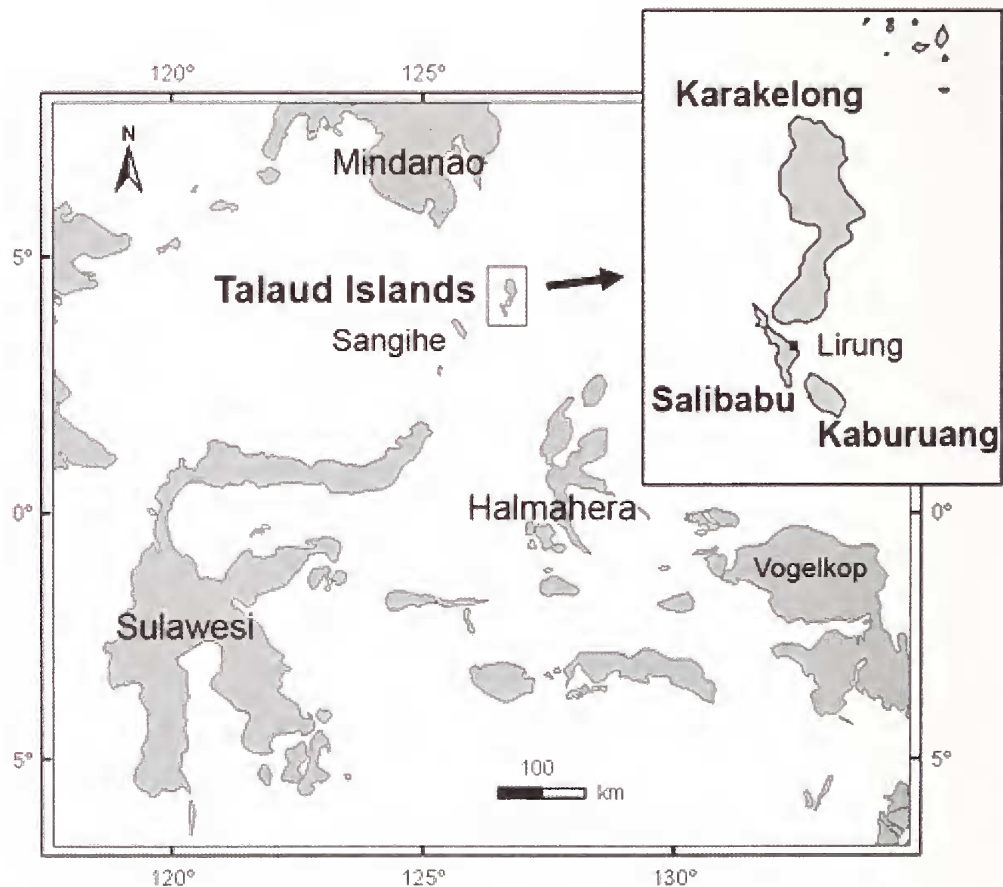 120°
125°
Karakelong
N
Mindanao
5°
Talaud Islands
Sangihe
Lirung
Salibabu
Kaburuang
0°
Halmahera
0°
Vogelkop
Sulawesi
100
km
5°
5°
120°
125°
130°